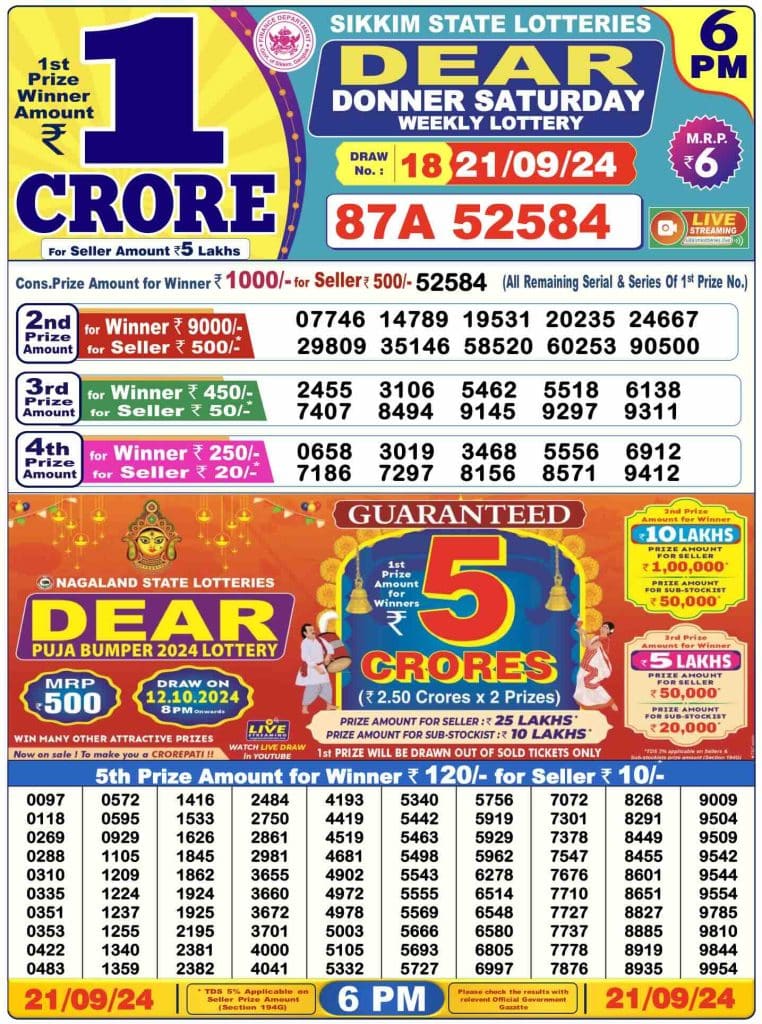 1st
Prize
Winner
Amount
₹
1
CRORE
For Seller Amount ₹5 Lakhs
FINANCE DEPARTMENT
SIKKIM STATE LOTTERIES
DEAR
DONNER SATURDAY
WEEKLY LOTTERY
6
PM
DRAW
No. :
18
21/09/24
M.R.P.
₹6
87A 52584
LIVE
STREAMING
Cons.Prize Amount for Winner ₹ 1000/- for Seller ₹ 500/- 52584 (All Remaining Serial & Series Of 1st Prize No.)
2nd
Prize
Amount
for Winner ₹ 9000/-
for Seller ₹ 500/-*
07746 14789 19531 20235 24667
29809 35146 58520 60253 90500
3rd
Prize
Amount
for Winner ₹ 450/-
for Seller ₹ 50/-*
2455 3106 5462 5518 6138
7407 8494 9145 9297 9311
4th
Prize
Amount
for Winner ₹ 250/-
for Seller ₹ 20/-*
0658 3019 3468 5556 6912
7186 7297 8156 8571 9412
NAGALAND STATE LOTTERIES
DEAR
PUJA BUMPER 2024 LOTTERY
MRP
₹500
DRAW ON
12.10.2024
8PM Onwards
WIN MANY OTHER ATTRACTIVE PRIZES
Now on sale ! To make you a CROREPATI !!
LIVE
STREAMING
WATCH LIVE DRAW
in YOUTUBE
GUARANTEED
1st
Prize
Amount
for
Winners
₹
5
CRORES
(₹ 2.50 Crores x 2 Prizes)
PRIZE AMOUNT FOR SELLER : ₹ 25 LAKHS*
PRIZE AMOUNT FOR SUB-STOCKIST : ₹ 10 LAKHS*
1st PRIZE WILL BE DRAWN OUT OF SOLD TICKETS ONLY
2nd Prize
Amount for Winner
₹10 LAKHS
PRIZE AMOUNT
FOR SELLER
₹ 1,00,000*
PRIZE AMOUNT
FOR SUB-STOCKIST
₹ 50,000*
3rd Prize
Amount for Winner
₹5 LAKHS
PRIZE AMOUNT
FOR SELLER
₹ 50,000*
PRIZE AMOUNT
FOR SUB-STOCKIST
₹ 20,000*
*TDS 2% applicable on Sellers &
Sub-stockists prize amount (Section 194G)
5th Prize Amount for Winner ₹ 120/- for Seller ₹ 10/-
0097 0572 1416 2484 4193 5340 5756 7072 8268 9009
0118 0595 1533 2750 4419 5442 5919 7301 8291 9504
0269 0929 1626 2861 4519 5463 5929 7378 8449 9509
0288 1105 1845 2981 4681 5498 5962 7547 8455 9542
0310 1209 1862 3655 4902 5543 6278 7676 8601 9544
0335 1224 1924 3660 4972 5555 6514 7710 8651 9554
0351 1237 1925 3672 4978 5569 6548 7727 8827 9785
0353 1255 2195 3701 5003 5666 6580 7737 8885 9810
0422 1340 2381 4000 5105 5693 6805 7778 8919 9844
0483 1359 2382 4041 5332 5727 6997 7876 8935 9954
21/09/24
* TDS 5% Applicable on
Seller Prize Amount
(Section 194G)
6 PM
Please check the results with
relevent Official Government
Gazatte
21/09/24